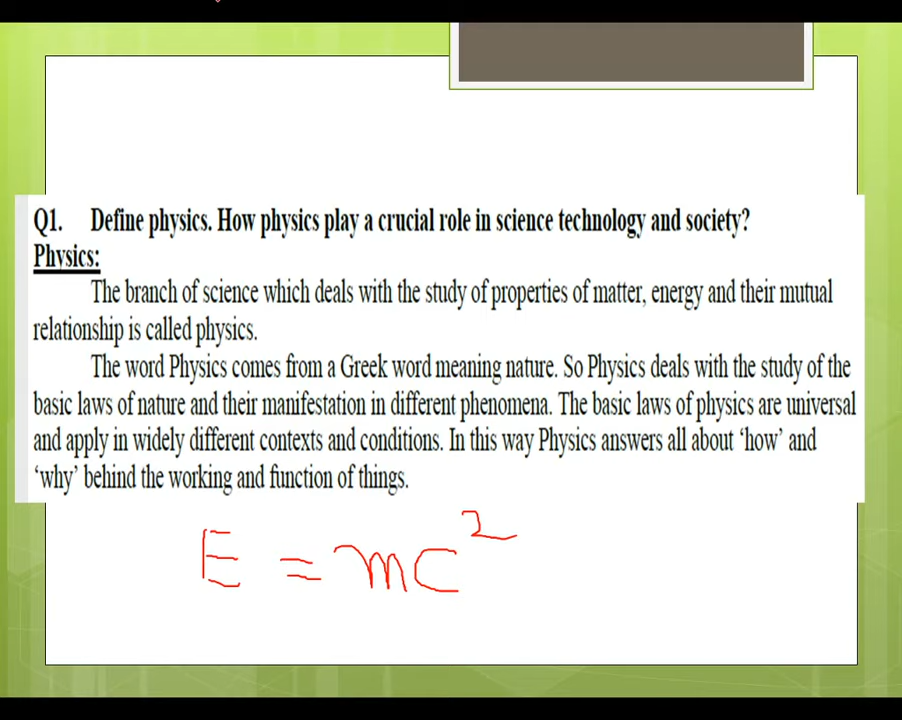 Q1. Define physics. How physics play a crucial role in science technology and society?
Physics:
The branch of science which deals with the study of properties of matter, energy and their mutual
relationship is called physics.
The word Physics comes from a Greek word meaning nature. So Physics deals with the study of the
basic laws of nature and their manifestation in different phenomena. The basic laws of physics are universal
and apply in widely different contexts and conditions. In this way Physics answers all about ‘how’ and
‘why’ behind the working and function of things.
E = mc²